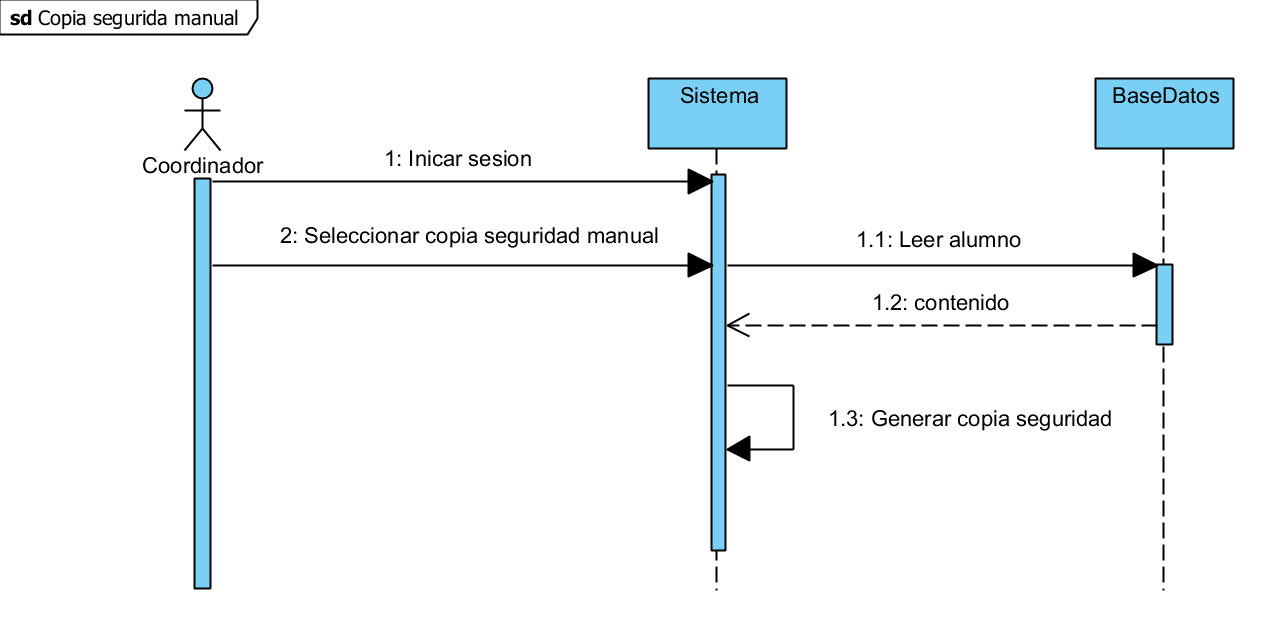 sd Copia segurida manual
Sistema
BaseDatos
Coordinador
1: Inicar sesion
2: Seleccionar copia seguridad manual
1.1: Leer alumno
1.2: contenido
1.3: Generar copia seguridad